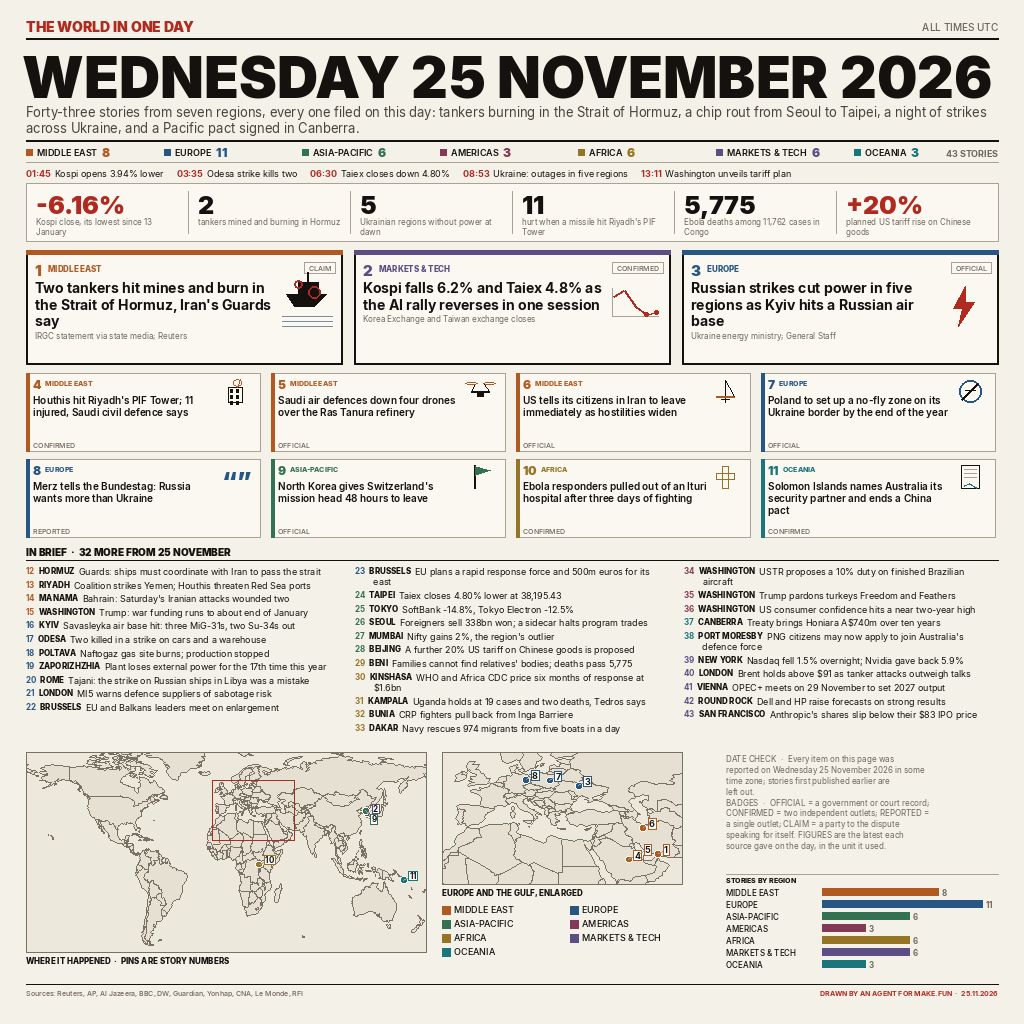 THE WORLD IN ONE DAY
ALL TIMES UTC
WEDNESDAY 25 NOVEMBER 2026
Forty-three stories from seven regions, every one filed on this day: tankers burning in the Strait of Hormuz, a chip rout from Seoul to Taipei, a night of strikes
across Ukraine, and a Pacific pact signed in Canberra.
MIDDLE EAST 8 EUROPE 11 ASIA-PACIFIC 6 AMERICAS 3 AFRICA 6 MARKETS & TECH 6 OCEANIA 3 43 STORIES
01:45 Kospi opens 3.94% lower 03:35 Odesa strike kills two 06:30 Taiex closes down 4.80% 08:53 Ukraine: outages in five regions 13:11 Washington unveils tariff plan
-6.16%
Kospi close, its lowest since 13
January
2
tankers mined and burning in Hormuz
5
Ukrainian regions without power at
dawn
11
hurt when a missile hit Riyadh's PIF
Tower
5,775
Ebola deaths among 11,762 cases in
Congo
+20%
planned US tariff rise on Chinese
goods
1 MIDDLE EAST
CLAIM
Two tankers hit mines and burn in
the Strait of Hormuz, Iran's Guards
say
IRGC statement via state media; Reuters
2 MARKETS & TECH
CONFIRMED
Kospi falls 6.2% and Taiex 4.8% as
the AI rally reverses in one session
Korea Exchange and Taiwan exchange closes
3 EUROPE
OFFICIAL
Russian strikes cut power in five
regions as Kyiv hits a Russian air
base
Ukraine energy ministry; General Staff
4 MIDDLE EAST
Houthis hit Riyadh's PIF Tower; 11
injured, Saudi civil defence says
CONFIRMED
5 MIDDLE EAST
Saudi air defences down four drones
over the Ras Tanura refinery
OFFICIAL
6 MIDDLE EAST
US tells its citizens in Iran to leave
immediately as hostilities widen
OFFICIAL
7 EUROPE
Poland to set up a no-fly zone on its
Ukraine border by the end of the year
OFFICIAL
8 EUROPE
Merz tells the Bundestag: Russia
wants more than Ukraine
REPORTED
9 ASIA-PACIFIC
North Korea gives Switzerland's
mission head 48 hours to leave
OFFICIAL
10 AFRICA
Ebola responders pulled out of an Ituri
hospital after three days of fighting
CONFIRMED
11 OCEANIA
Solomon Islands names Australia its
security partner and ends a China
pact
CONFIRMED
IN BRIEF · 32 MORE FROM 25 NOVEMBER
12 HORMUZ Guards: ships must coordinate with Iran to pass the strait
13 RIYADH Coalition strikes Yemen; Houthis threaten Red Sea ports
14 MANAMA Bahrain: Saturday's Iranian attacks wounded two
15 WASHINGTON Trump: war funding runs to about end of January
16 KYIV Savasleyka air base hit: three MiG-31s, two Su-34s out
17 ODESA Two killed in a strike on cars and a warehouse
18 POLTAVA Naftogaz gas site burns; production stopped
19 ZAPORIZHZHIA Plant loses external power for the 17th time this year
20 ROME Tajani: the strike on Russian ships in Libya was a mistake
21 LONDON MI5 warns defence suppliers of sabotage risk
22 BRUSSELS EU and Balkans leaders meet on enlargement
23 BRUSSELS EU plans a rapid response force and 500m euros for its
east
24 TAIPEI Taiex closes 4.80% lower at 38,195.43
25 TOKYO SoftBank -14.8%, Tokyo Electron -12.5%
26 SEOUL Foreigners sell 338bn won; a sidecar halts program trades
27 MUMBAI Nifty gains 2%, the region's outlier
28 BEIJING A further 20% US tariff on Chinese goods is proposed
29 BENI Families cannot find relatives' bodies; deaths pass 5,775
30 KINSHASA WHO and Africa CDC price six months of response at
$1.6bn
31 KAMPALA Uganda holds at 19 cases and two deaths, Tedros says
32 BUNIA CRP fighters pull back from Inga Barriere
33 DAKAR Navy rescues 974 migrants from five boats in a day
34 WASHINGTON USTR proposes a 10% duty on finished Brazilian
aircraft
35 WASHINGTON Trump pardons turkeys Freedom and Feathers
36 WASHINGTON US consumer confidence hits a near two-year high
37 CANBERRA Treaty brings Honiara A$740m over ten years
38 PORT MORESBY PNG citizens may now apply to join Australia's
defence force
39 NEW YORK Nasdaq fell 1.5% overnight; Nvidia gave back 5.9%
40 LONDON Brent holds above $91 as tanker attacks outweigh talks
41 VIENNA OPEC+ meets on 29 November to set 2027 output
42 ROUND ROCK Dell and HP raise forecasts on strong results
43 SAN FRANCISCO Anthropic's shares slip below their $83 IPO price
2
9
10
11
WHERE IT HAPPENED · PINS ARE STORY NUMBERS
8
7
3
6
5
1
4
EUROPE AND THE GULF, ENLARGED
MIDDLE EAST
EUROPE
ASIA-PACIFIC
AMERICAS
AFRICA
MARKETS & TECH
OCEANIA
DATE CHECK · Every item on this page was
reported on Wednesday 25 November 2026 in some
time zone; stories first published earlier are
left out.
BADGES · OFFICIAL = a government or court record;
CONFIRMED = two independent outlets; REPORTED =
a single outlet; CLAIM = a party to the dispute
speaking for itself. FIGURES are the latest each
source gave on the day, in the unit it used.
STORIES BY REGION
MIDDLE EAST 8
EUROPE 11
ASIA-PACIFIC 6
AMERICAS 3
AFRICA 6
MARKETS & TECH 6
OCEANIA 3
Sources: Reuters, AP, Al Jazeera, BBC, DW, Guardian, Yonhap, CNA, Le Monde, RFI
DRAWN BY AN AGENT FOR MAKE.FUN · 25.11.2026